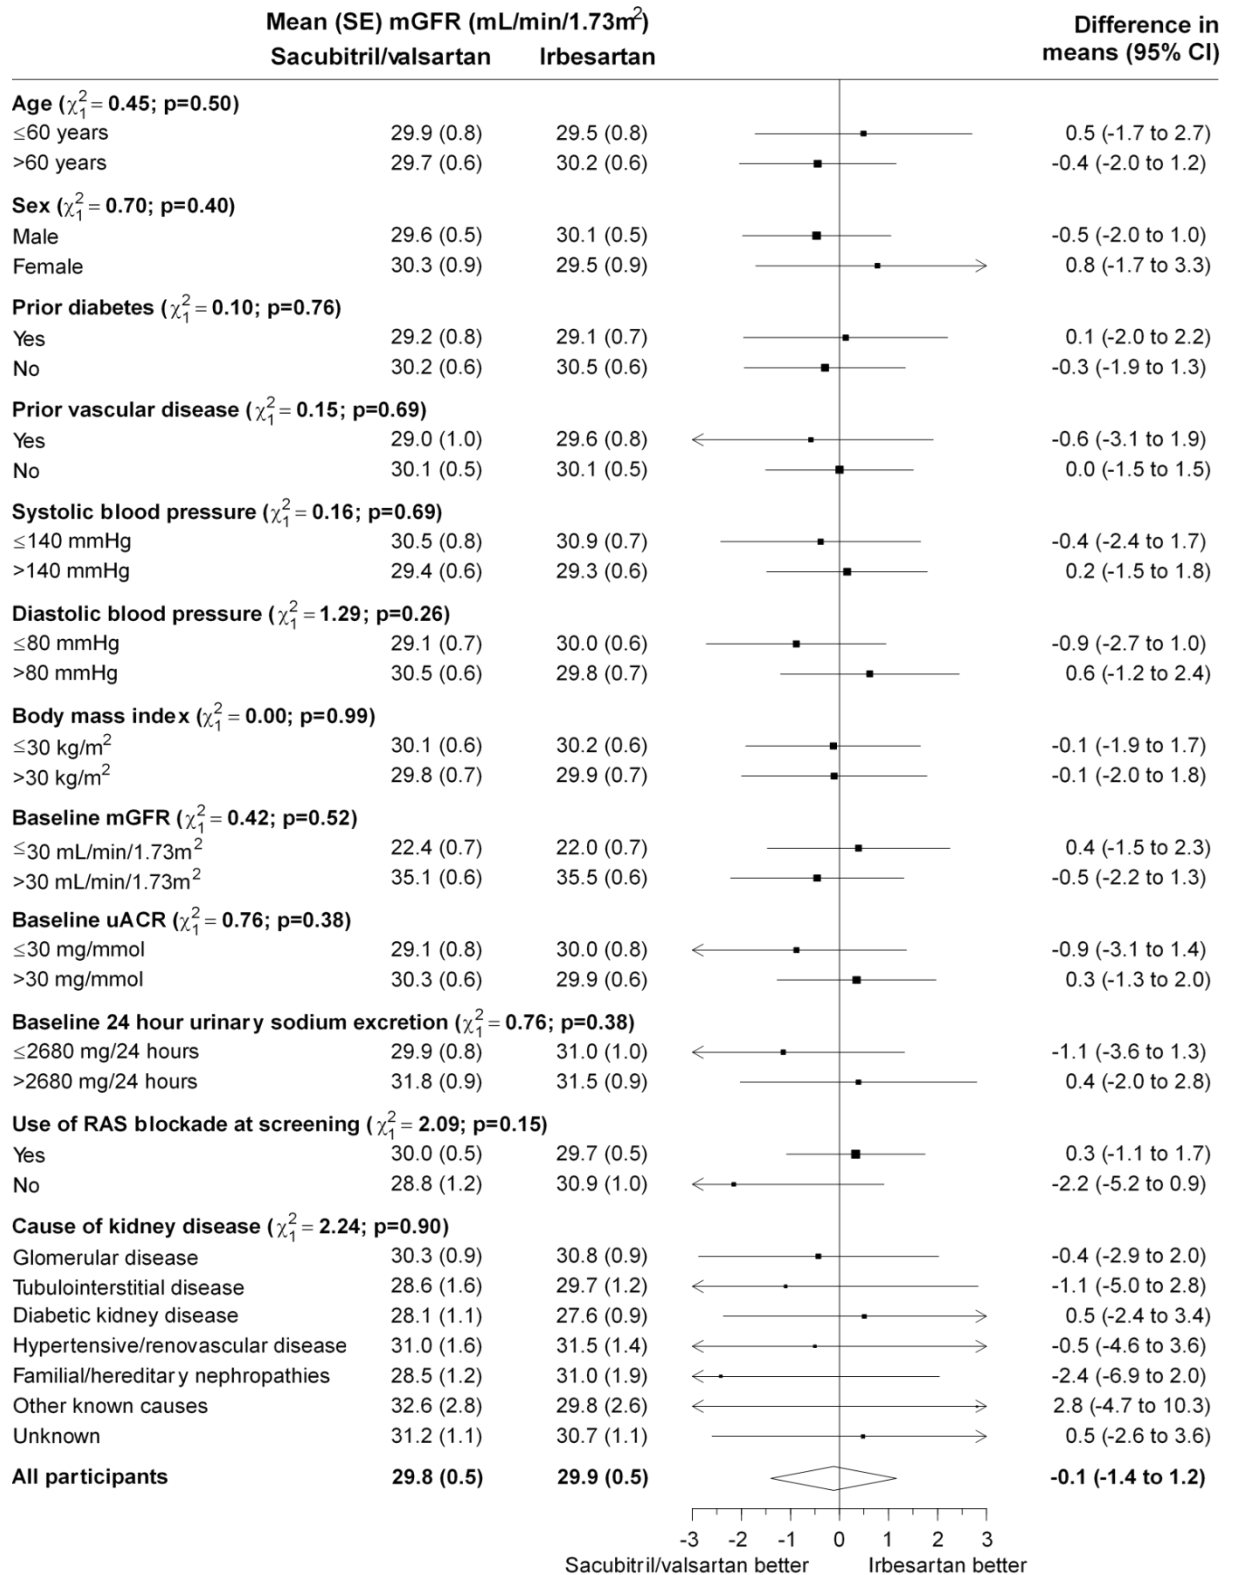 Mean (SE) mGFR (mL/min/1.73m²) Difference in
Sacubitril/valsartan Irbesartan means (95% CI)
Age (χ²₁ = 0.45; p=0.50)
≤60 years 29.9 (0.8) 29.5 (0.8) 0.5 (-1.7 to 2.7)
>60 years 29.7 (0.6) 30.2 (0.6) -0.4 (-2.0 to 1.2)
Sex (χ²₁ = 0.70; p=0.40)
Male 29.6 (0.5) 30.1 (0.5) -0.5 (-2.0 to 1.0)
Female 30.3 (0.9) 29.5 (0.9) 0.8 (-1.7 to 3.3)
Prior diabetes (χ²₁ = 0.10; p=0.76)
Yes 29.2 (0.8) 29.1 (0.7) 0.1 (-2.0 to 2.2)
No 30.2 (0.6) 30.5 (0.6) -0.3 (-1.9 to 1.3)
Prior vascular disease (χ²₁ = 0.15; p=0.69)
Yes 29.0 (1.0) 29.6 (0.8) -0.6 (-3.1 to 1.9)
No 30.1 (0.5) 30.1 (0.5) 0.0 (-1.5 to 1.5)
Systolic blood pressure (χ²₁ = 0.16; p=0.69)
≤140 mmHg 30.5 (0.8) 30.9 (0.7) -0.4 (-2.4 to 1.7)
>140 mmHg 29.4 (0.6) 29.3 (0.6) 0.2 (-1.5 to 1.8)
Diastolic blood pressure (χ²₁ = 1.29; p=0.26)
≤80 mmHg 29.1 (0.7) 30.0 (0.6) -0.9 (-2.7 to 1.0)
>80 mmHg 30.5 (0.6) 29.8 (0.7) 0.6 (-1.2 to 2.4)
Body mass index (χ²₁ = 0.00; p=0.99)
≤30 kg/m² 30.1 (0.6) 30.2 (0.6) -0.1 (-1.9 to 1.7)
>30 kg/m² 29.8 (0.7) 29.9 (0.7) -0.1 (-2.0 to 1.8)
Baseline mGFR (χ²₁ = 0.42; p=0.52)
≤30 mL/min/1.73m² 22.4 (0.7) 22.0 (0.7) 0.4 (-1.5 to 2.3)
>30 mL/min/1.73m² 35.1 (0.6) 35.5 (0.6) -0.5 (-2.2 to 1.3)
Baseline uACR (χ²₁ = 0.76; p=0.38)
≤30 mg/mmol 29.1 (0.8) 30.0 (0.8) -0.9 (-3.1 to 1.4)
>30 mg/mmol 30.3 (0.6) 29.9 (0.6) 0.3 (-1.3 to 2.0)
Baseline 24 hour urinary sodium excretion (χ²₁ = 0.76; p=0.38)
≤2680 mg/24 hours 29.9 (0.8) 31.0 (1.0) -1.1 (-3.6 to 1.3)
>2680 mg/24 hours 31.8 (0.9) 31.5 (0.9) 0.4 (-2.0 to 2.8)
Use of RAS blockade at screening (χ²₁ = 2.09; p=0.15)
Yes 30.0 (0.5) 29.7 (0.5) 0.3 (-1.1 to 1.7)
No 28.8 (1.2) 30.9 (1.0) -2.2 (-5.2 to 0.9)
Cause of kidney disease (χ²₁ = 2.24; p=0.90)
Glomerular disease 30.3 (0.9) 30.8 (0.9) -0.4 (-2.9 to 2.0)
Tubulointerstitial disease 28.6 (1.6) 29.7 (1.2) -1.1 (-5.0 to 2.8)
Diabetic kidney disease 28.1 (1.1) 27.6 (0.9) 0.5 (-2.4 to 3.4)
Hypertensive/renovascular disease 31.0 (1.6) 31.5 (1.4) -0.5 (-4.6 to 3.6)
Familial/hereditary nephropathies 28.5 (1.2) 31.0 (1.9) -2.4 (-6.9 to 2.0)
Other known causes 32.6 (2.8) 29.8 (2.6) 2.8 (-4.7 to 10.3)
Unknown 31.2 (1.1) 30.7 (1.1) 0.5 (-2.6 to 3.6)
All participants 29.8 (0.5) 29.9 (0.5) -0.1 (-1.4 to 1.2)
-3 -2 -1 0 1 2 3
Sacubitril/valsartan better Irbesartan better